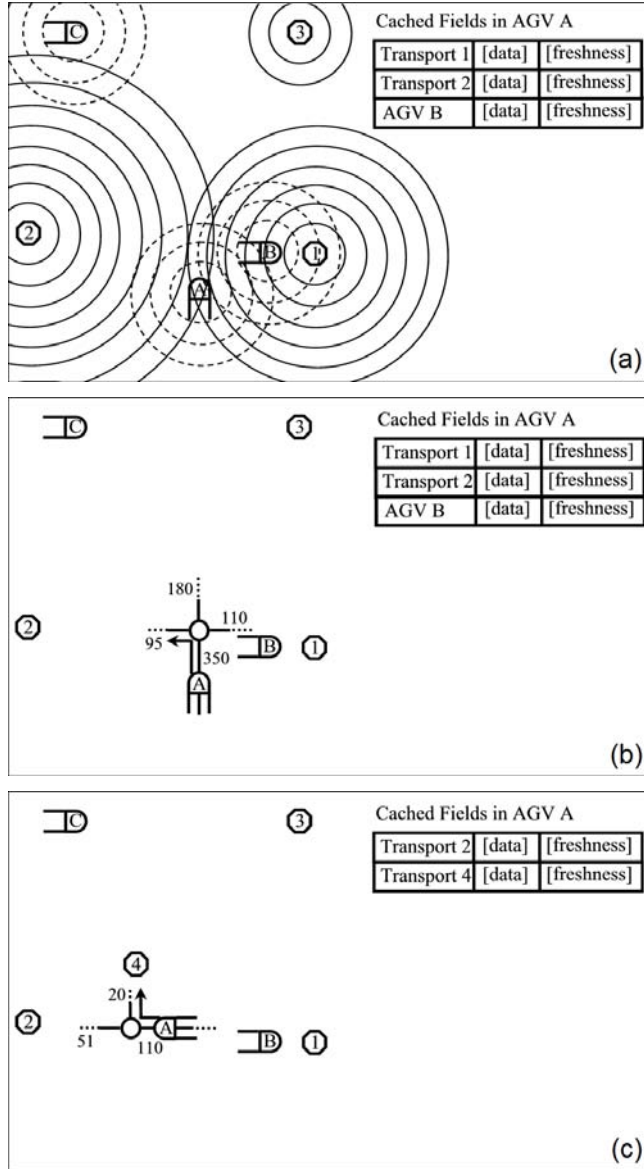 C
3
Cached Fields in AGV A
Transport 1 [data] [freshness]
Transport 2 [data] [freshness]
AGV B [data] [freshness]
2
B
1
A
(a)
C
3
Cached Fields in AGV A
Transport 1 [data] [freshness]
Transport 2 [data] [freshness]
AGV B [data] [freshness]
180
110
2
95
B
1
350
A
(b)
C
3
Cached Fields in AGV A
Transport 2 [data] [freshness]
Transport 4 [data] [freshness]
4
20
2
A
51
110
B
1
(c)